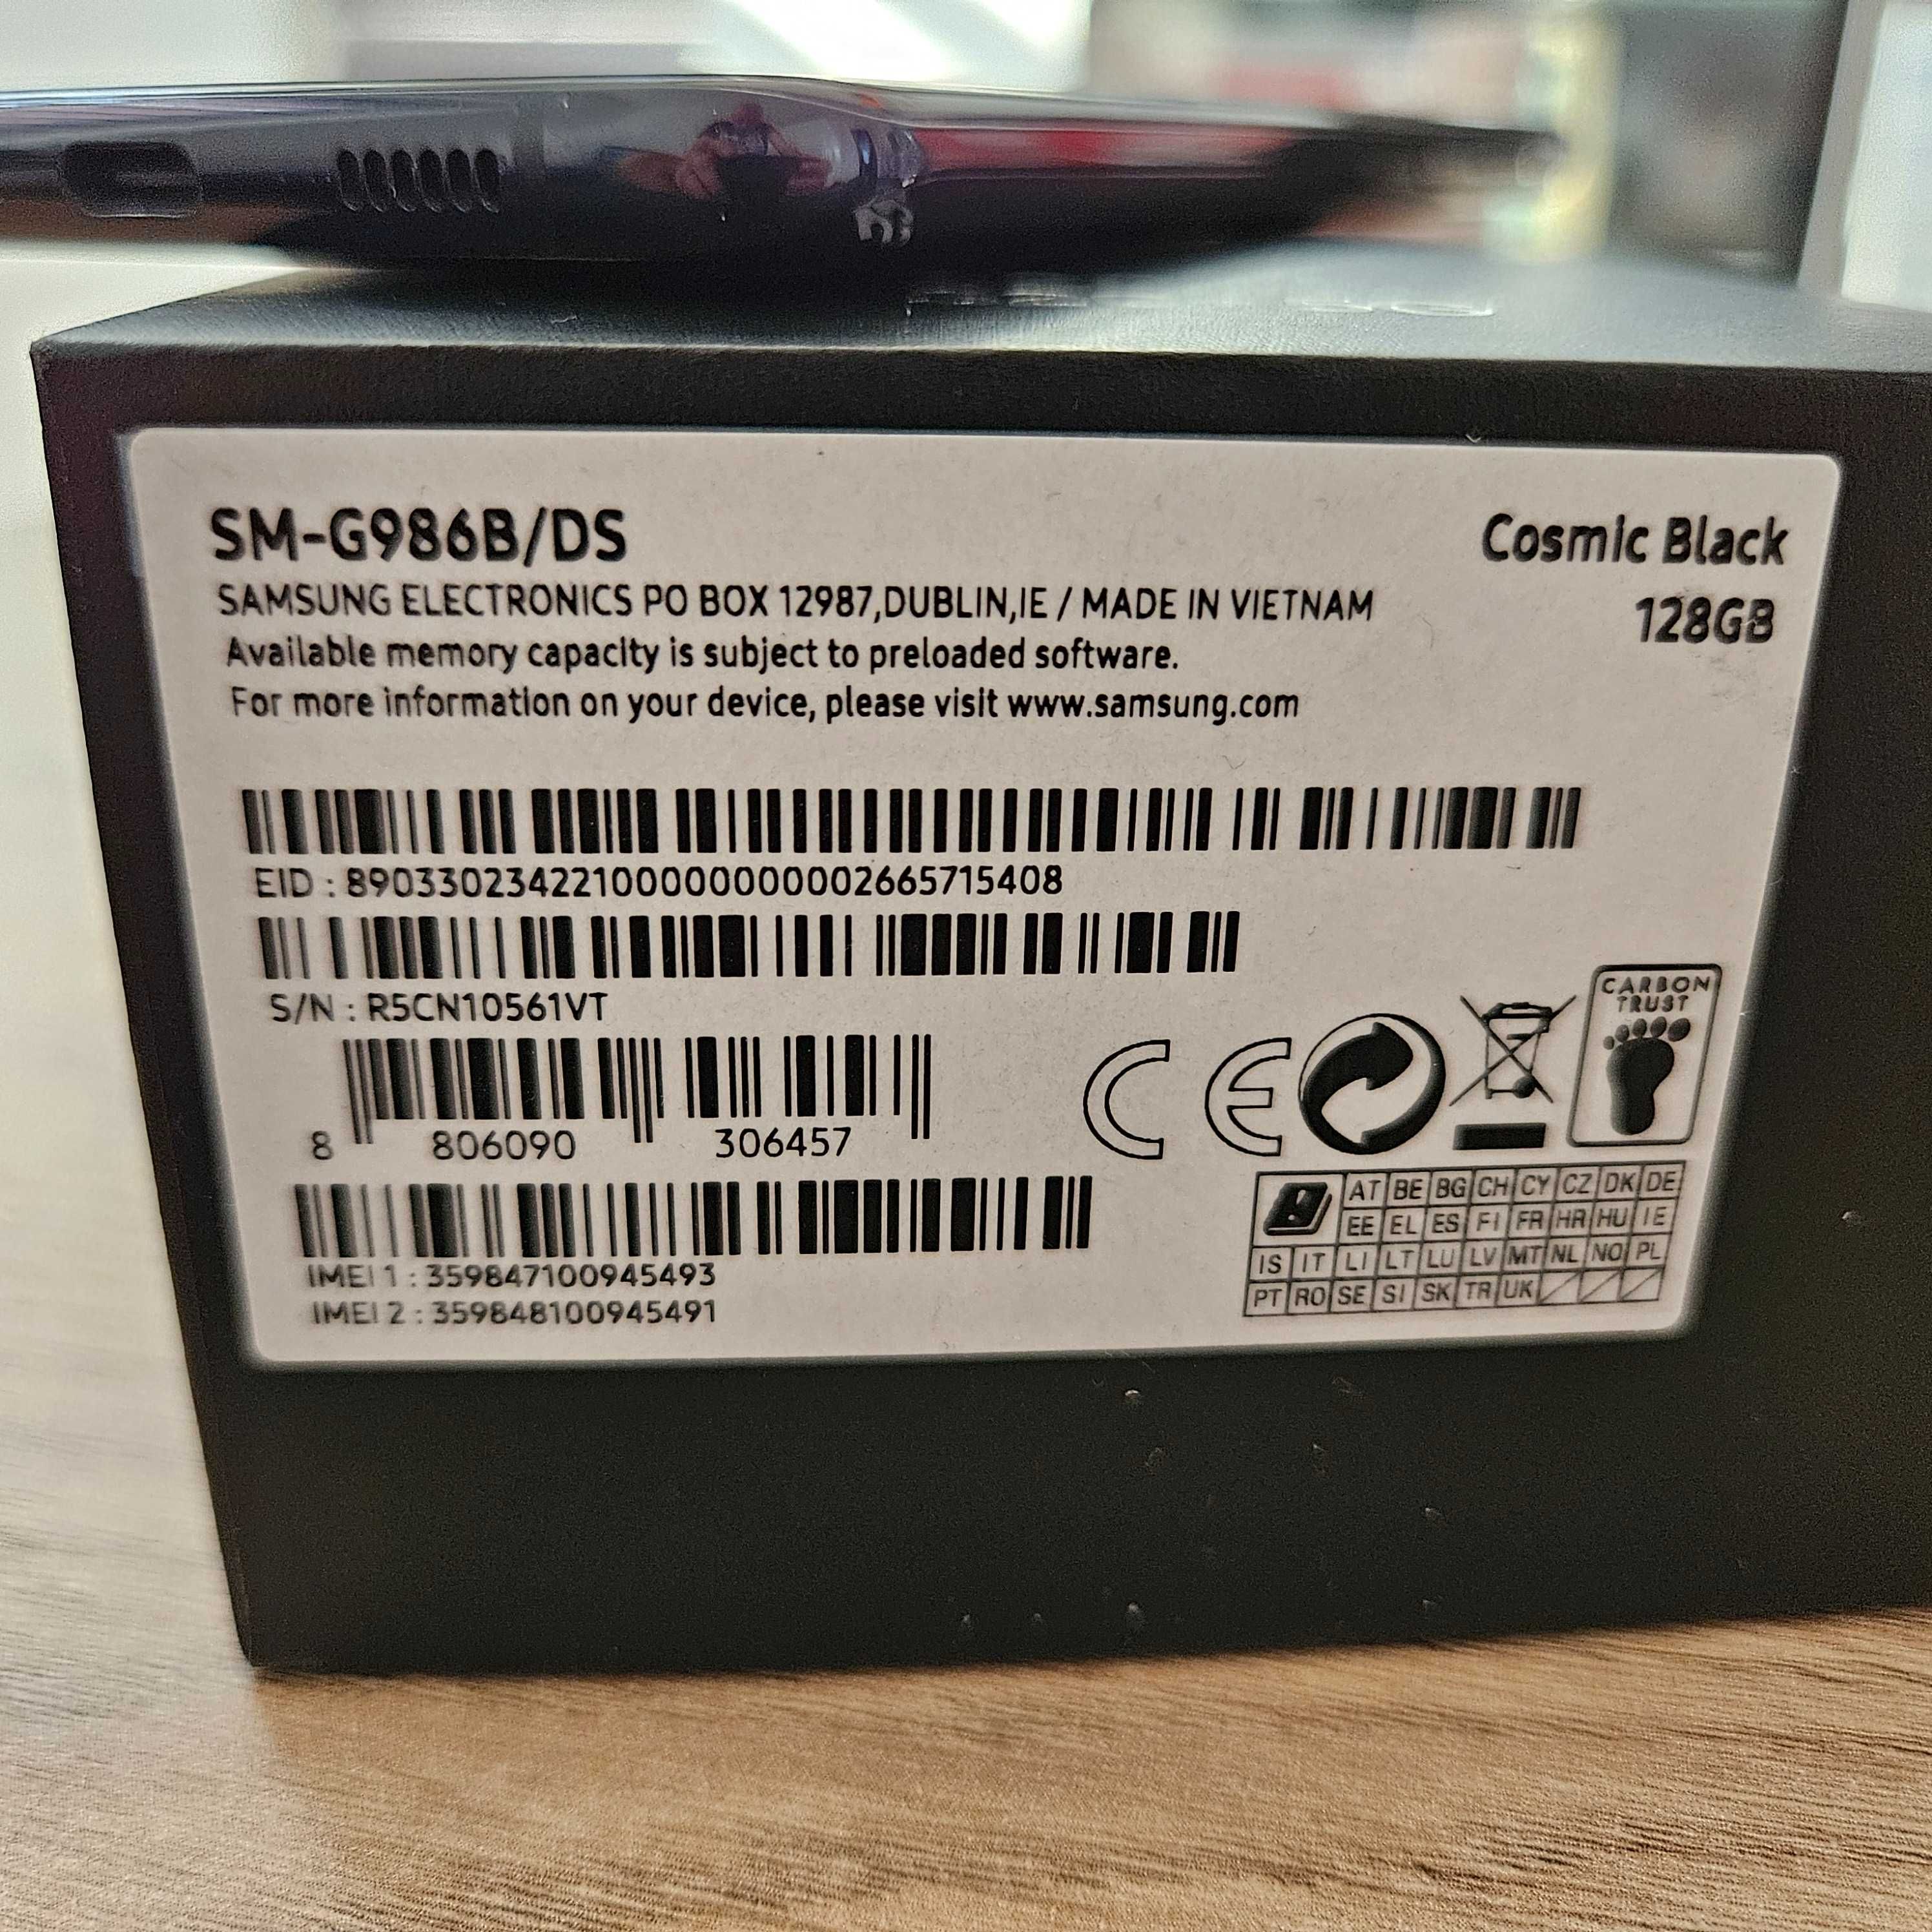 SM-G986B/DS
Cosmic Black
SAMSUNG ELECTRONICS PO BOX 12987,DUBLIN,IE / MADE IN VIETNAM
128GB
Available memory capacity is subject to preloaded software.
For more information on your device, please visit www.samsung.com
EID : 89033023422100000000002665715408
S/N : R5CN10561VT
8 806090 306457
CE
CARBON
TRUST
IMEI 1 : 359847100945493
IMEI 2 : 359848100945491
AT BE BG CH CY CZ DK DE
EE EL ES FI FR HR HU IE
IS IT LI LT LU LV MT NL NO PL
PT RO SE SI SK TR UK